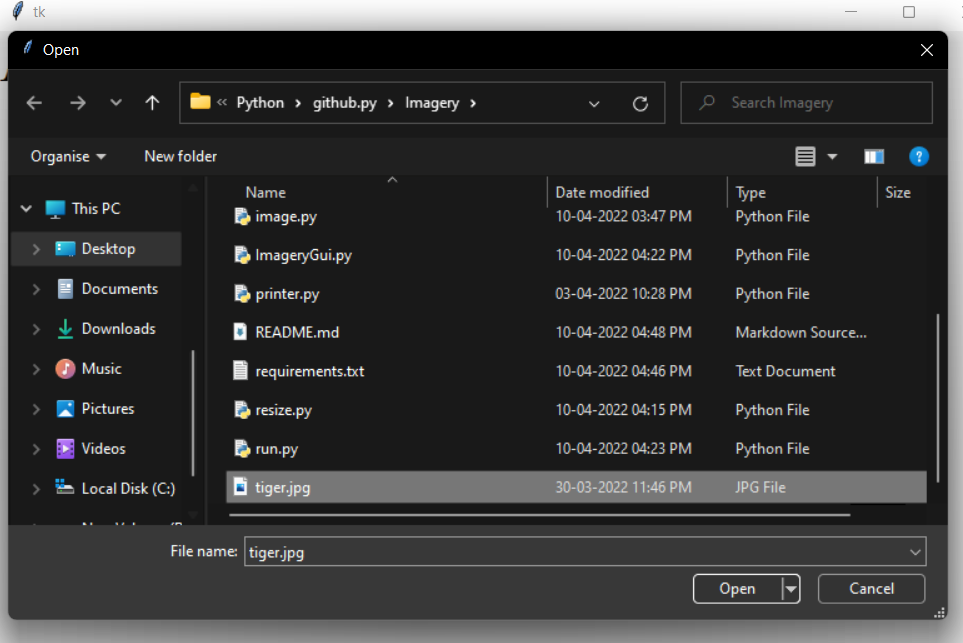 tk
Open
« Python › github.py › Imagery ›
Search Imagery
Organise
New folder
?
Name Date modified Type Size
This PC
Desktop
Documents
Downloads
Music
Pictures
Videos
Local Disk (C:)
image.py 10-04-2022 03:47 PM Python File
ImageryGui.py 10-04-2022 04:22 PM Python File
printer.py 03-04-2022 10:28 PM Python File
README.md 10-04-2022 04:48 PM Markdown Source...
requirements.txt 10-04-2022 04:46 PM Text Document
resize.py 10-04-2022 04:15 PM Python File
run.py 10-04-2022 04:23 PM Python File
tiger.jpg 30-03-2022 11:46 PM JPG File
File name: tiger.jpg
Open Cancel